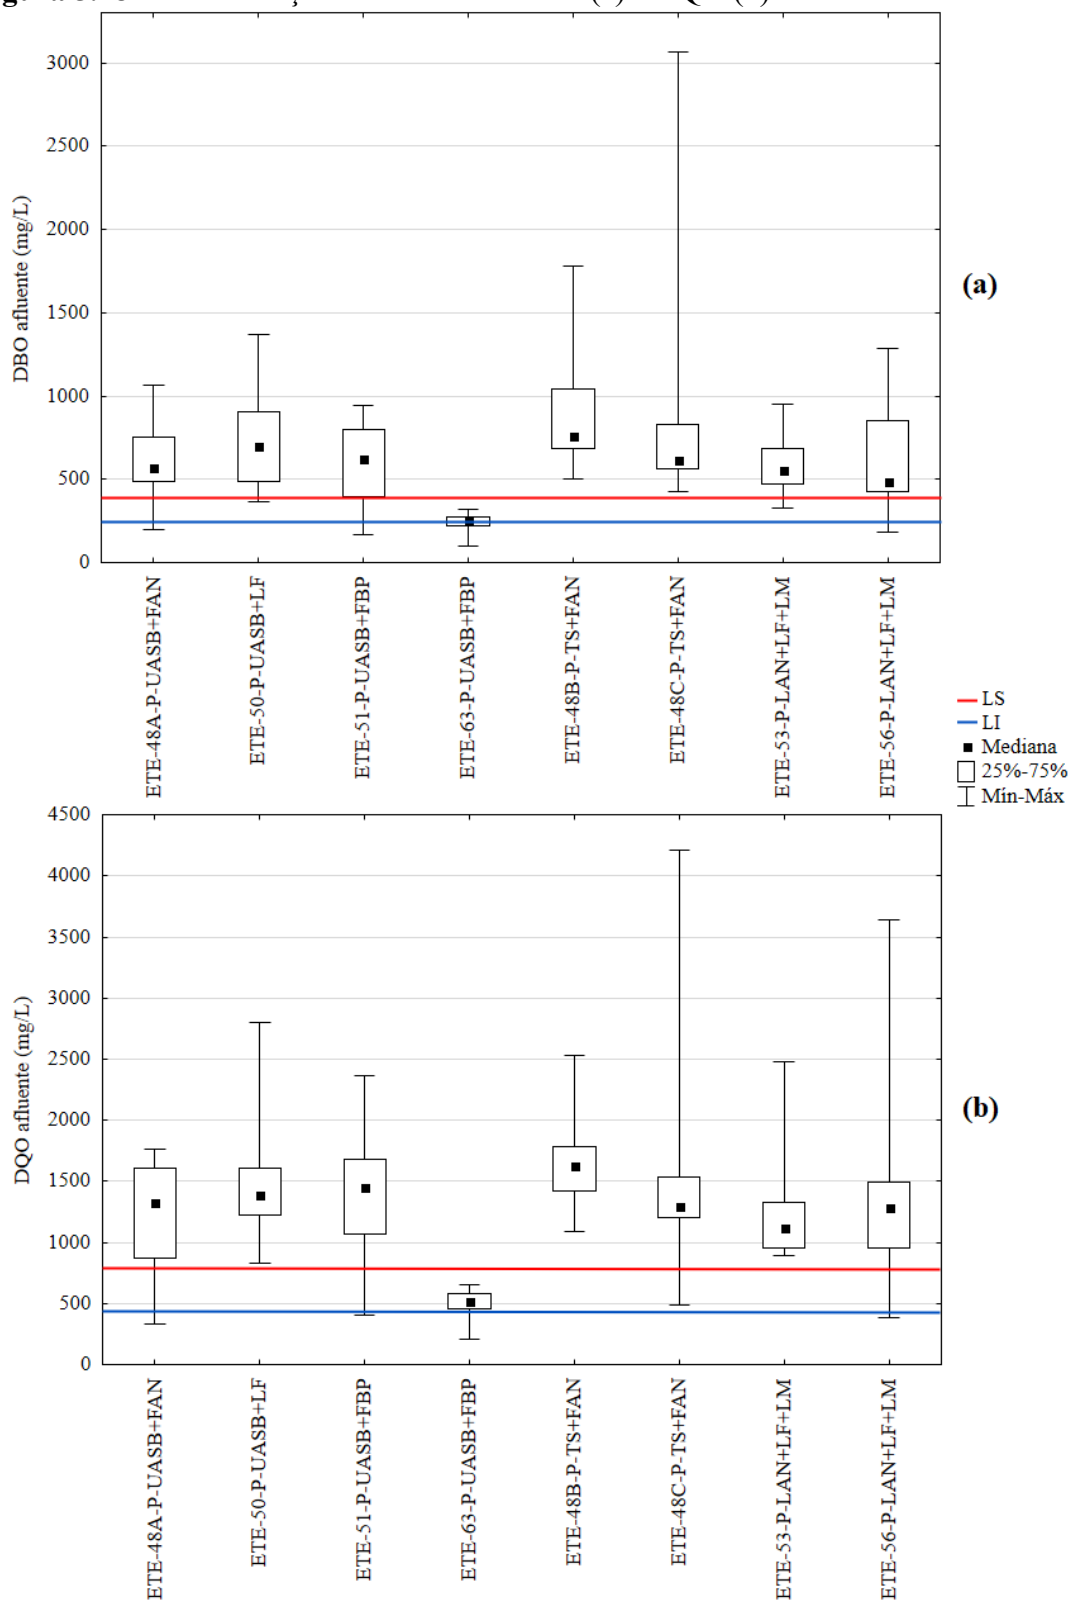 3000
2500
2000
1500
1000
500
0
DBO afluente (mg/L)
(a)
ETE-48A-P-UASB+FAN
ETE-50-P-UASB+LF
ETE-51-P-UASB+FBP
ETE-63-P-UASB+FBP
ETE-48B-P-TS+FAN
ETE-48C-P-TS+FAN
ETE-53-P-LAN+LF+LM
ETE-56-P-LAN+LF+LM
LS
LI
Mediana
25%-75%
Mín-Máx
4500
4000
3500
3000
2500
2000
1500
1000
500
0
DQO afluente (mg/L)
(b)
ETE-48A-P-UASB+FAN
ETE-50-P-UASB+LF
ETE-51-P-UASB+FBP
ETE-63-P-UASB+FBP
ETE-48B-P-TS+FAN
ETE-48C-P-TS+FAN
ETE-53-P-LAN+LF+LM
ETE-56-P-LAN+LF+LM